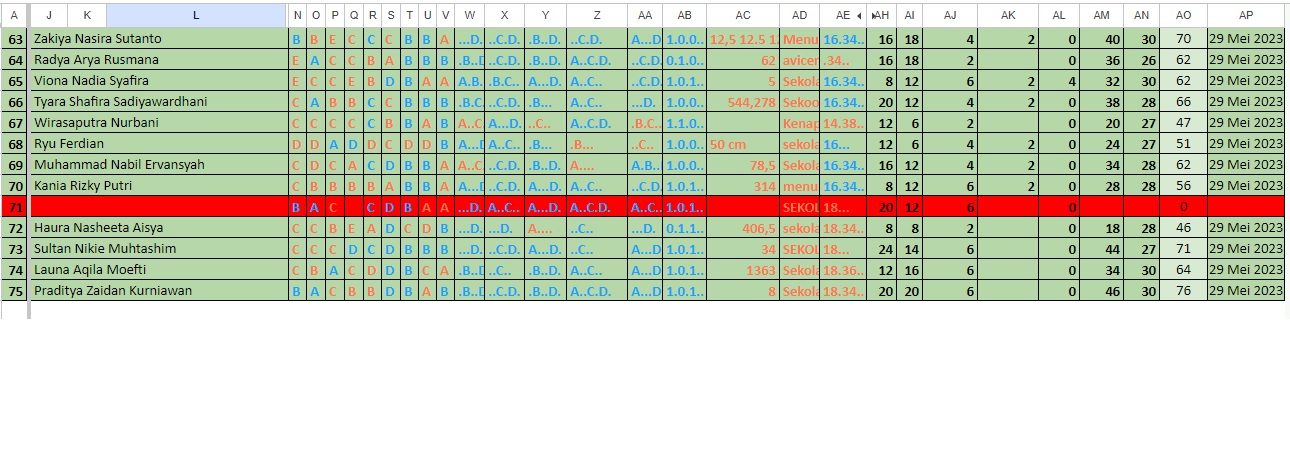 A J K L N O P Q R S T U V W X Y Z AA AB AC AD AE AH AI AJ AK AL AM AN AO AP
63 Zakiya Nasira Sutanto B B E C C C B B A ...D. ..C.D. .B..D. ..C.D. A...D 1.0.0.. 12,5 12.5 1 Menu 16.34.. 16 18 4 2 0 40 30 70 29 Mei 2023
64 Radya Arya Rusmana E A C C B A B B B .B..D ..C.D. .B..D. A..C.D. ..C.D. 0.1.0.. 62 avicen .34.. 16 18 2 0 36 26 62 29 Mei 2023
65 Viona Nadia Syafira E C C E B D B A A A.B. .B.C.. A...D. A..C.D. ..C.D. 1.0.1.. 5 Sekola 16.34.. 8 12 6 2 4 32 30 62 29 Mei 2023
66 Tyara Shafira Sadiyawardhani C A B B C C B B B .B.C. ..C.D. .B... A..C.. ...D. 1.0.0.. 544,278 Sekoo 16.34.. 20 12 4 2 0 38 28 66 29 Mei 2023
67 Wirasaputra Nurbani C C C C C B B A B A..C A...D. ..C.. A..C.D. .B.C.. 1.1.0.. Kenap 14.38.. 12 6 2 0 20 27 47 29 Mei 2023
68 Ryu Ferdian D D A D D C D D B A...D A..C.. .B..D. .B... ..C.. 1.0.0.. 50 cm sekola 16... 12 6 4 2 0 24 27 51 29 Mei 2023
69 Muhammad Nabil Ervansyah C D C A C D B B A A..C ..C.D. A...D. A.... A.B.. 1.0.0.. 78,5 Sekola 16.34.. 16 12 4 2 0 34 28 62 29 Mei 2023
70 Kania Rizky Putri C B B B B A B B A A...D ..C.D. A...D. A..C.. ..C.D. 1.0.0.. 314 menu 16.34.. 8 12 6 2 0 28 28 56 29 Mei 2023
71 B A C C D B A A ...D. A..C.. A...D. A..C.D. A..C.. 1.0.1.. SEKOL 18... 20 12 6 0 0
72 Haura Nasheeta Aisya C C B E A D C D B ...D. ...D. A.... ..C.. ...D. 1.0.0.. 406,5 sekola 18.34.. 8 8 2 0 18 28 46 29 Mei 2023
73 Sultan Nikie Muhtashim C C C D C D B B B ...D. ..C.D. A...D. A..C.. ...D. 1.0.1.. 34 SEKOL 18... 24 14 6 0 44 27 71 29 Mei 2023
74 Launa Aqila Moefti C B A C D D B C A .B..D ..C.. .B..D. A..C.. A...D 1.0.1.. 1363 Sekola 18.36.. 12 16 6 0 34 30 64 29 Mei 2023
75 Praditya Zaidan Kurniawan B A C B B D B A B .B..D ..C.D. A...D. A..C.D. A...D 1.0.1.. 8 Sekola 18.34.. 20 20 6 0 46 30 76 29 Mei 2023